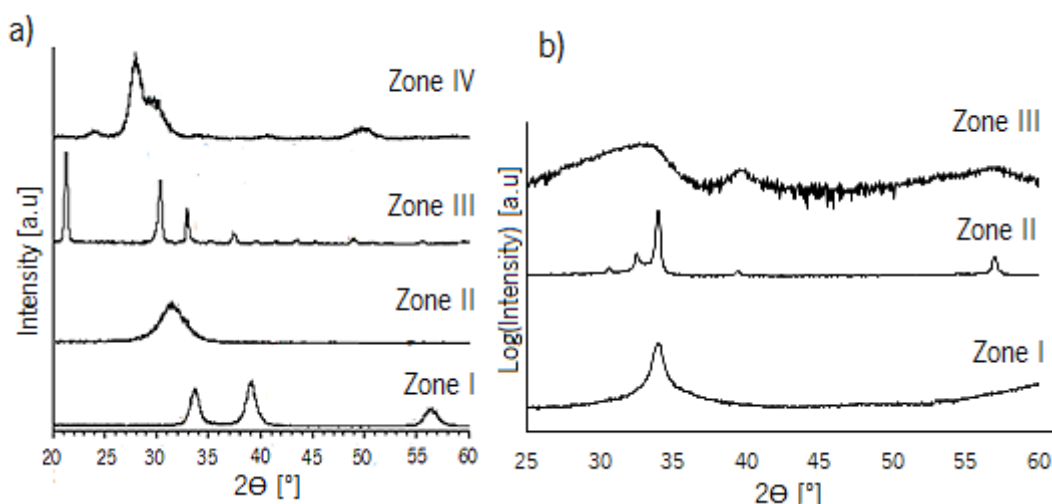 a)
Zone IV
Zone III
Zone II
Zone I
Intensity [a.u]
20 25 30 35 40 45 50 55 60
2Θ [°]
b)
Zone III
Zone II
Zone I
Log(Intensity) [a.u]
25 30 35 40 45 50 55 60
2Θ [°]